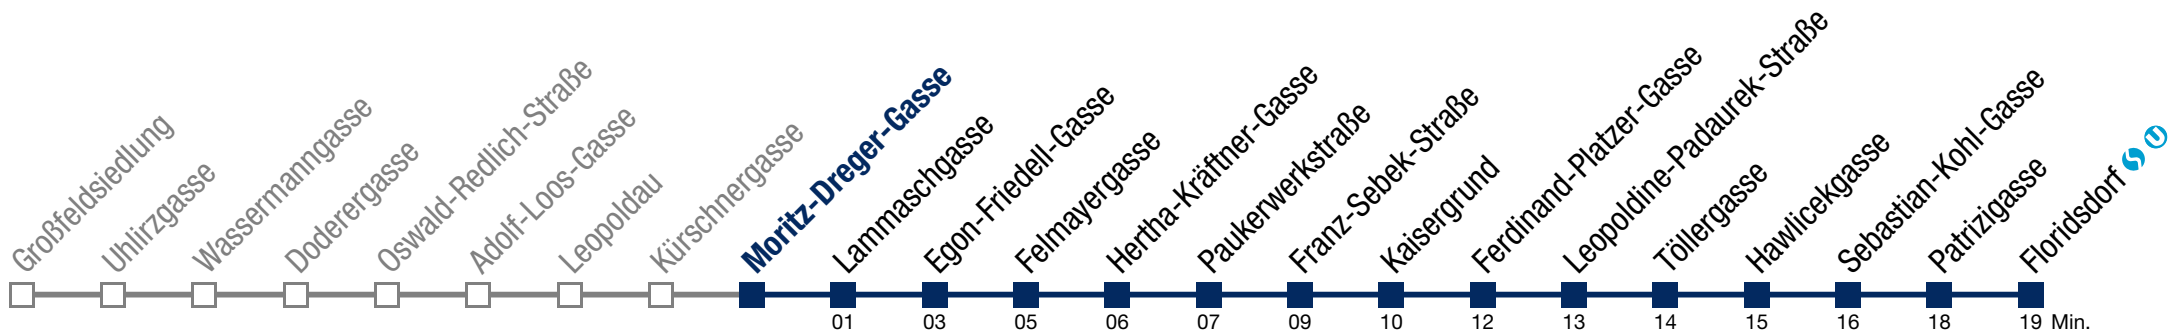 Großfeldsiedlung
Uhlirzgasse
Wassermanngasse
Doderergasse
Oswald-Redlich-Straße
Adolf-Loos-Gasse
Leopoldau
Kürschnergasse
Moritz-Dreger-Gasse
Lammaschgasse
Egon-Friedell-Gasse
Felmayergasse
Hertha-Kräftner-Gasse
Paukerwerkstraße
Franz-Sebek-Straße
Kaisergrund
Ferdinand-Platzer-Gasse
Leopoldine-Padaurek-Straße
Töllergasse
Hawlicekgasse
Sebastian-Kohl-Gasse
Patrizigasse
Floridsdorf S U
01 03 05 06 07 09 10 12 13 14 15 16 18 19 Min.